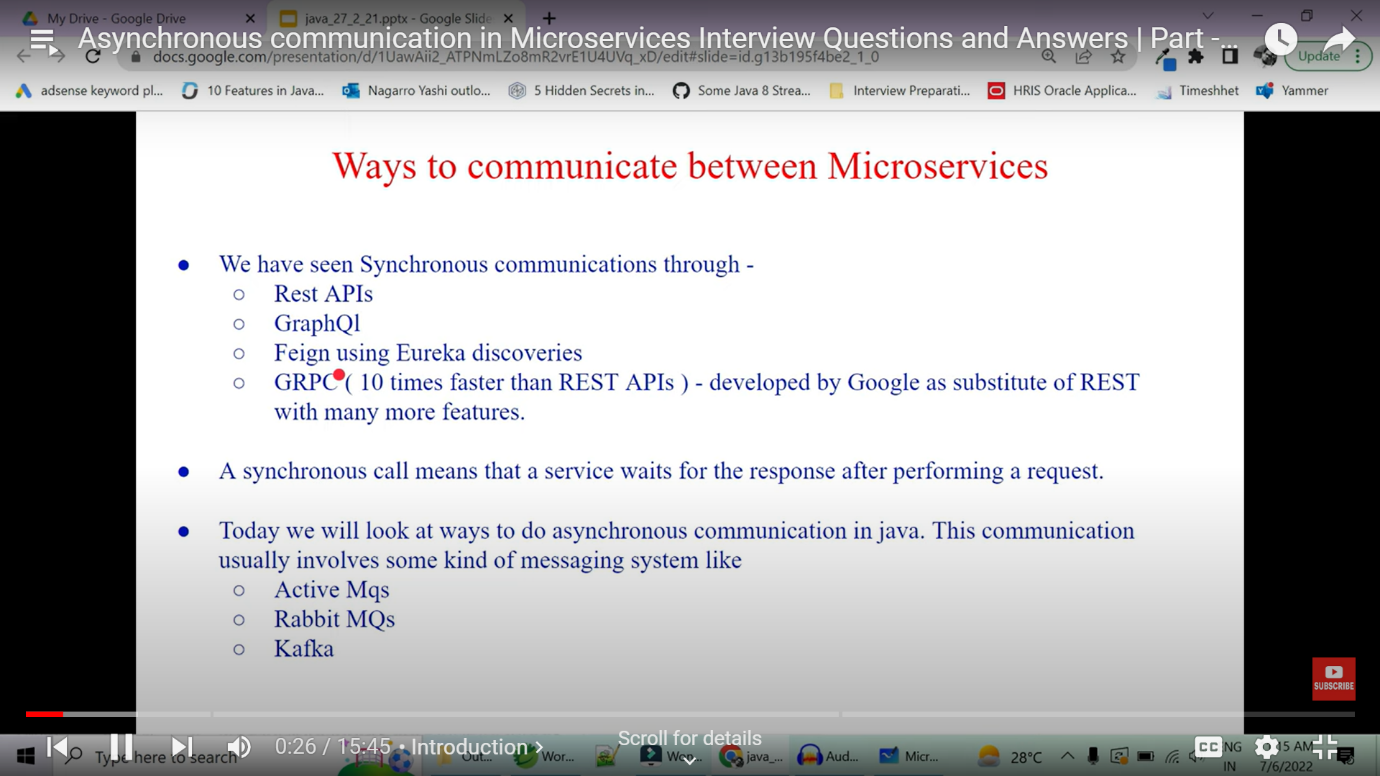 My Drive - Google Drive
java_27_2_21.pptx - Google Slide
Asynchronous communication in Microservices Interview Questions and Answers | Part -...
docs.google.com/presentation/d/1UawAii2_ATPNmLZo8mR2vrE1U4UVq_xD/edit#slide=id.g13b195f4be2_1_0
Update
adsense keyword pl...
10 Features in Java...
Nagarro Yashi outlo...
5 Hidden Secrets in...
Some Java 8 Strea...
Interview Preparati...
HRIS Oracle Applica...
Timeshhet
Yammer
Ways to communicate between Microservices
● We have seen Synchronous communications through -
○ Rest APIs
○ GraphQl
○ Feign using Eureka discoveries
○ GRPC ( 10 times faster than REST APIs ) - developed by Google as substitute of REST
with many more features.
● A synchronous call means that a service waits for the response after performing a request.
● Today we will look at ways to do asynchronous communication in java. This communication
usually involves some kind of messaging system like
○ Active Mqs
○ Rabbit MQs
○ Kafka
SUBSCRIBE
0:26 / 15:45 • Introduction
Scroll for details
Type here to search
Out...
Wor...
java_...
Aud...
Micr...
28°C
CC
15 AM
IN
7/6/2022